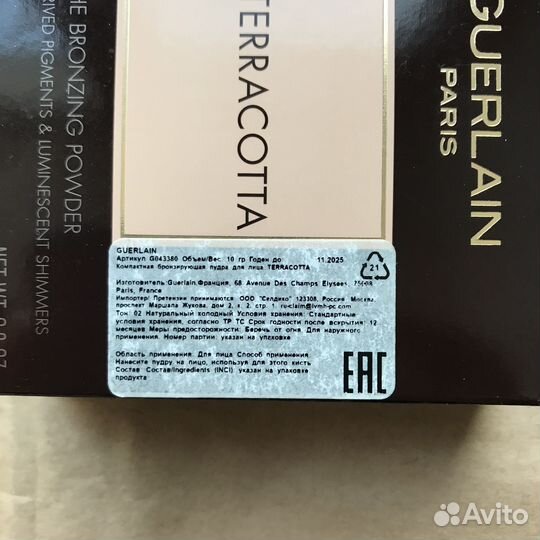 GUERLAIN
PARIS
TERRACOTTA
THE BRONZING POWDER
PIGMENTS & LUMINESCENT SHIMMERS
NET WT
GUERLAIN
Артикул G043380 Объем/Вес 10 гр Годен до 11.2025
Компактная бронзирующая пудра для лица TERRACOTTA
Изготовитель:Guerlain,Франция, 68 Avenue Des Champs Elysees, 75008
Paris, France
Импортер/ Претензии принимаются: ООО "Селдико" 123308, Россия Москва,
проспект Маршала Жукова, дом 2, к. 2, стр. 1 ru-claim@lvmh-pc.com
Тон: 02 Натуральный холодный Условия хранения: Стандартные
условия хранения, согласно ТР ТС Срок годности после вскрытия: 12
месяцев Меры предосторожности: Беречь от огня. Для наружного
применения. Номер партии: указан на упаковке
Область применения: Для лица Способ применения:
Нанесите пудру на лицо, используя для этого кисть
Состав: Состав/Ingredients (INCI): указан на упаковке
продукта
21
EAC
Avito